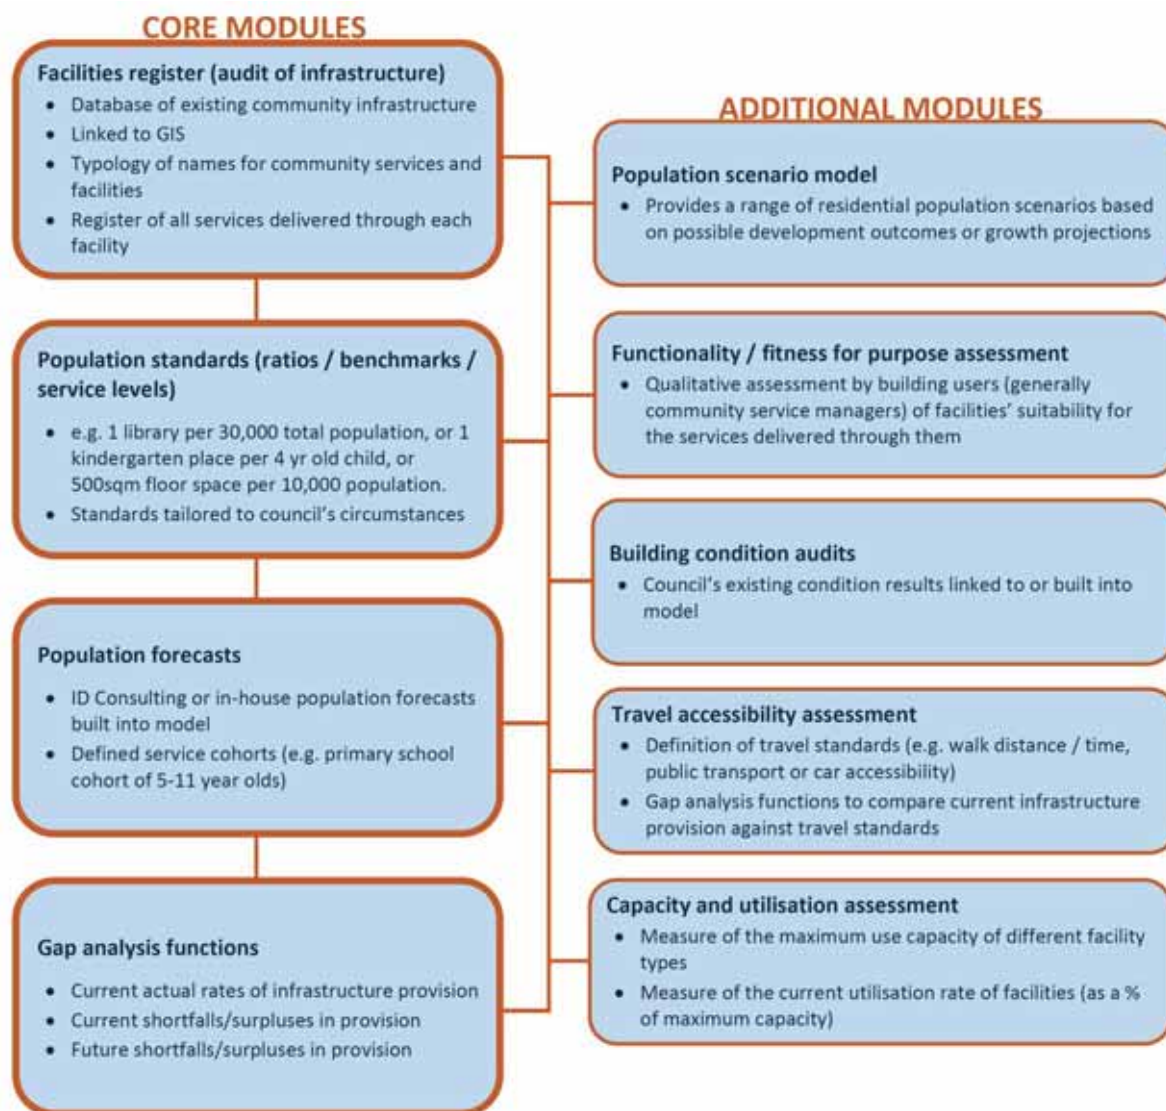 CORE MODULES
Facilities register (audit of infrastructure)
• Database of existing community infrastructure
• Linked to GIS
• Typology of names for community services and
facilities
• Register of all services delivered through each
facility
Population standards (ratios / benchmarks /
service levels)
• e.g. 1 library per 30,000 total population, or 1
kindergarten place per 4 yr old child, or
500sqm floor space per 10,000 population.
• Standards tailored to council's circumstances
Population forecasts
• ID Consulting or in-house population forecasts
built into model
• Defined service cohorts (e.g. primary school
cohort of 5-11 year olds)
Gap analysis functions
• Current actual rates of infrastructure provision
• Current shortfalls/surpluses in provision
• Future shortfalls/surpluses in provision
ADDITIONAL MODULES
Population scenario model
• Provides a range of residential population scenarios based
on possible development outcomes or growth projections
Functionality / fitness for purpose assessment
• Qualitative assessment by building users (generally
community service managers) of facilities' suitability for
the services delivered through them
Building condition audits
• Council's existing condition results linked to or built into
model
Travel accessibility assessment
• Definition of travel standards (e.g. walk distance / time,
public transport or car accessibility)
• Gap analysis functions to compare current infrastructure
provision against travel standards
Capacity and utilisation assessment
• Measure of the maximum use capacity of different facility
types
• Measure of the current utilisation rate of facilities (as a %
of maximum capacity)